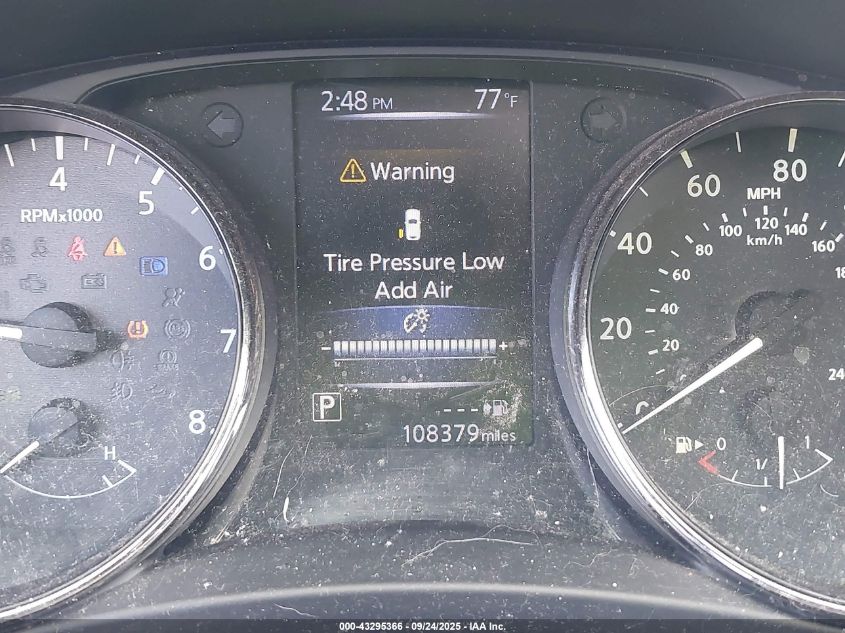 2:48 PM 77°F
Warning
Tire Pressure Low
Add Air
- +
P ---
108379 miles
4 5 6 7 8
RPMx1000
H
20 40 60 80
MPH
20 40 60 80 100 120 140 160
km/h
0 1/ 1
000-43295366 - 09/24/2025 - IAA Inc.